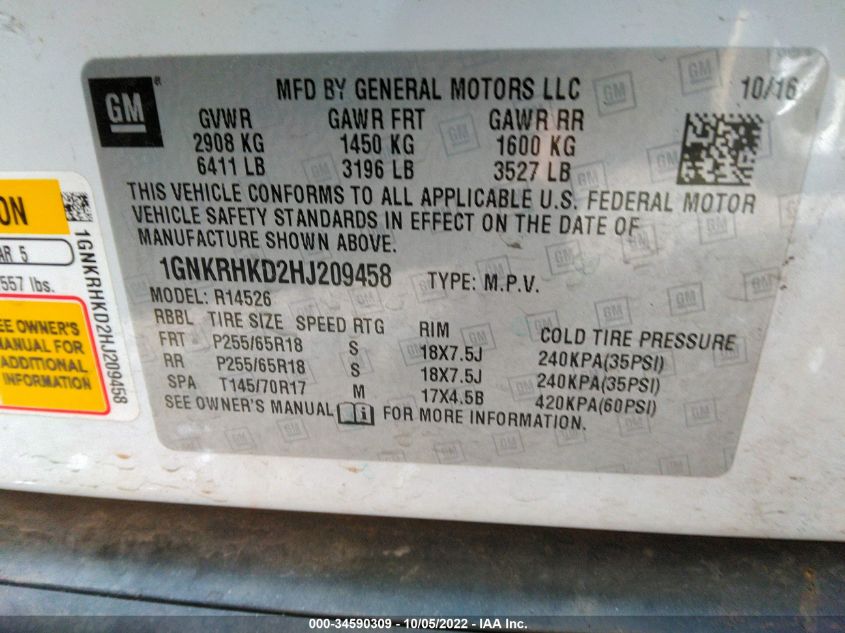 GM
®
MFD BY GENERAL MOTORS LLC
10/16
GVWR GAWR FRT GAWR RR
2908 KG 1450 KG 1600 KG
6411 LB 3196 LB 3527 LB
THIS VEHICLE CONFORMS TO ALL APPLICABLE U.S. FEDERAL MOTOR
VEHICLE SAFETY STANDARDS IN EFFECT ON THE DATE OF
MANUFACTURE SHOWN ABOVE.
1GNKRHKD2HJ209458 TYPE: M.P.V.
MODEL: R14526
RBBL TIRE SIZE SPEED RTG RIM COLD TIRE PRESSURE
FRT P255/65R18 S 18X7.5J 240KPA(35PSI)
RR P255/65R18 S 18X7.5J 240KPA(35PSI)
SPA T145/70R17 M 17X4.5B 420KPA(60PSI)
SEE OWNER'S MANUAL FOR MORE INFORMATION.
ON
AR 5
557 lbs.
EE OWNER'S
MANUAL FOR
ADDITIONAL
INFORMATION
1GNKRHKD2HJ209458
000-34590309 - 10/05/2022 - IAA Inc.